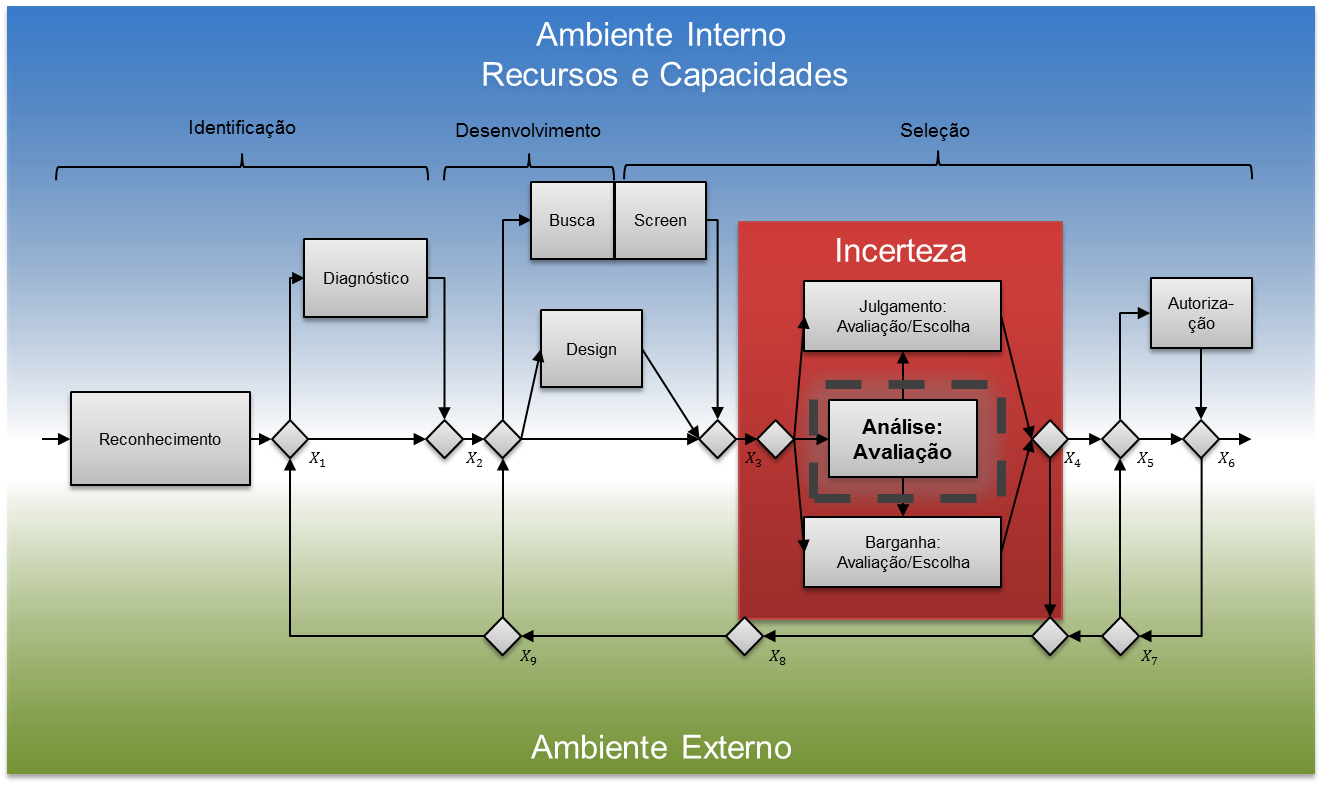 Ambiente Interno
Recursos e Capacidades
Identificação
Desenvolvimento
Seleção
Busca
Screen
Incerteza
Diagnóstico
Julgamento:
Avaliação/Escolha
Autoriza-
ção
Design
Reconhecimento
Análise:
Avaliação
X₁
X₂
X₃
X₄
X₅
X₆
Barganha:
Avaliação/Escolha
X₉
X₈
X₇
Ambiente Externo